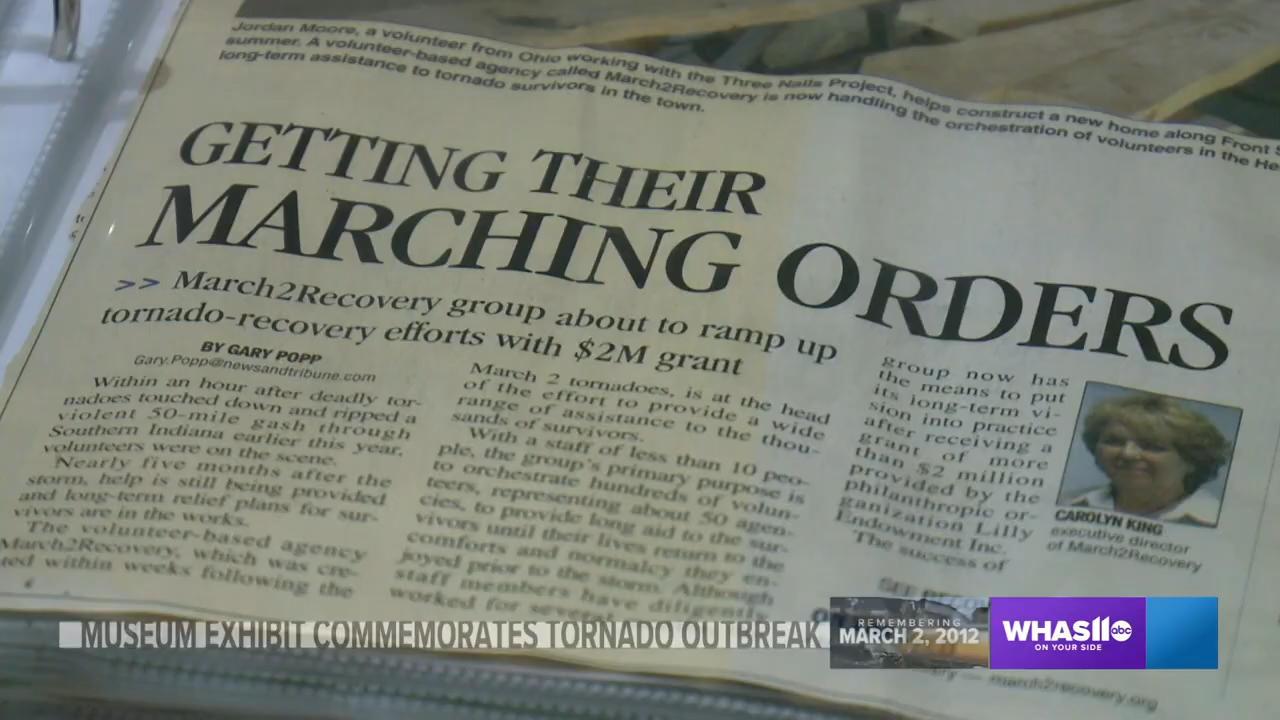 Jordan Moore, a volunteer from Ohio working with the Three Nails Project, helps construct a new home along Front
summer. A volunteer-based agency called March2Recovery is now handling the orchestration of volunteers in the He
long-term assistance to tornado survivors in the town.
GETTING THEIR
MARCHING ORDERS
>> March2Recovery group about to ramp up
tornado-recovery efforts with $2M grant
BY GARY POPP
Gary.Popp@newsandtribune.com
Within an hour after deadly tor-
nadoes touched down and ripped a
violent 50-mile gash through
Southern Indiana earlier this year,
volunteers were on the scene.
Nearly five months after the
storm, help is still being provided
and long-term relief plans for sur-
vivors are in the works.
The volunteer-based agency
March2Recovery, which was cre-
ted within weeks following the
March 2 tornadoes, is at the head
of the effort to provide a wide
range of assistance to the thou-
sands of survivors.
With a staff of less than 10 peo-
ple, the group's primary purpose is
to orchestrate hundreds of volun-
teers, representing about 50 agen-
cies, to provide long aid to the sur-
vivors until their lives return to the
comforts and normalcy they en-
joyed prior to the storm. Although
staff members have diligently
worked for several
group now has
the means to put
its long-term vi-
sion into practice
after receiving a
grant of more
than $2 million
provided by the
philanthropic or-
ganization Lilly
Endowment Inc.
The success of
SEE
CAROLYN KING
executive director
of March2Recovery
march2recovery.org
MUSEUM EXHIBIT COMMEMORATES TORNADO OUTBREAK
REMEMBERING
MARCH 2, 2012
WHAS11 abc
ON YOUR SIDE